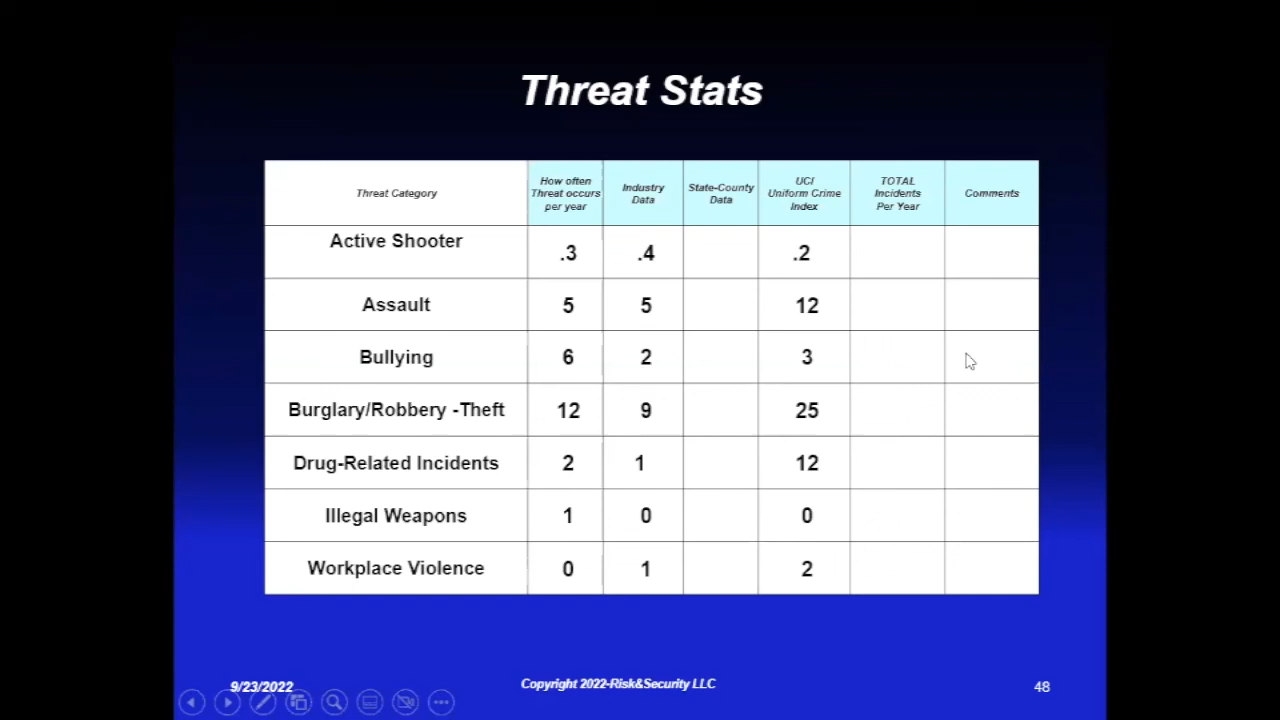 Threat Stats
Threat Category
How often
Threat occurs
per year
Industry
Data
State-County
Data
UCI
Uniform Crime
Index
TOTAL
Incidents
Per Year
Comments
Active Shooter .3 .4 .2
Assault 5 5 12
Bullying 6 2 3
Burglary/Robbery -Theft 12 9 25
Drug-Related Incidents 2 1 12
Illegal Weapons 1 0 0
Workplace Violence 0 1 2
9/23/2022 Copyright 2022-Risk&Security LLC 48